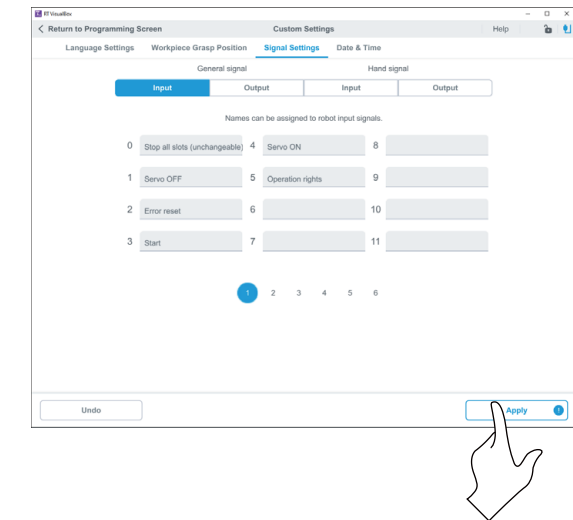 RT VisualBox
Return to Programming Screen Custom Settings Help
Language Settings Workpiece Grasp Position Signal Settings Date & Time
General signal Hand signal
Input Output Input Output
Names can be assigned to robot input signals.
0 Stop all slots (unchangeable) 4 Servo ON 8
1 Servo OFF 5 Operation rights 9
2 Error reset 6 10
3 Start 7 11
1 2 3 4 5 6
Undo Apply